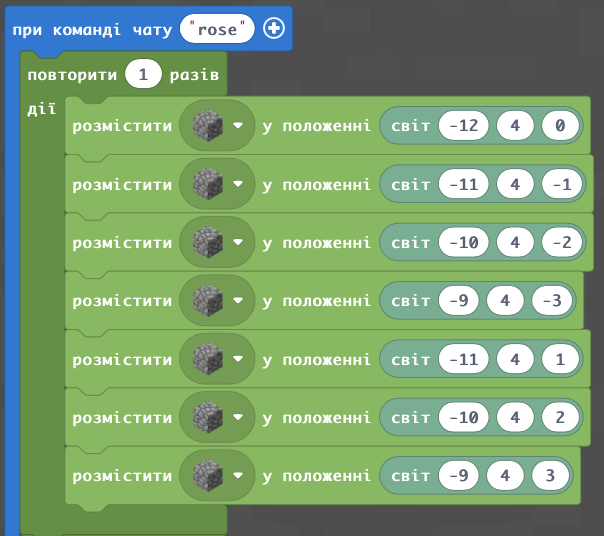 при команді чату "rose"
повторити 1 разів
дії
розмістити у положенні світ -12 4 0
розмістити у положенні світ -11 4 -1
розмістити у положенні світ -10 4 -2
розмістити у положенні світ -9 4 -3
розмістити у положенні світ -11 4 1
розмістити у положенні світ -10 4 2
розмістити у положенні світ -9 4 3